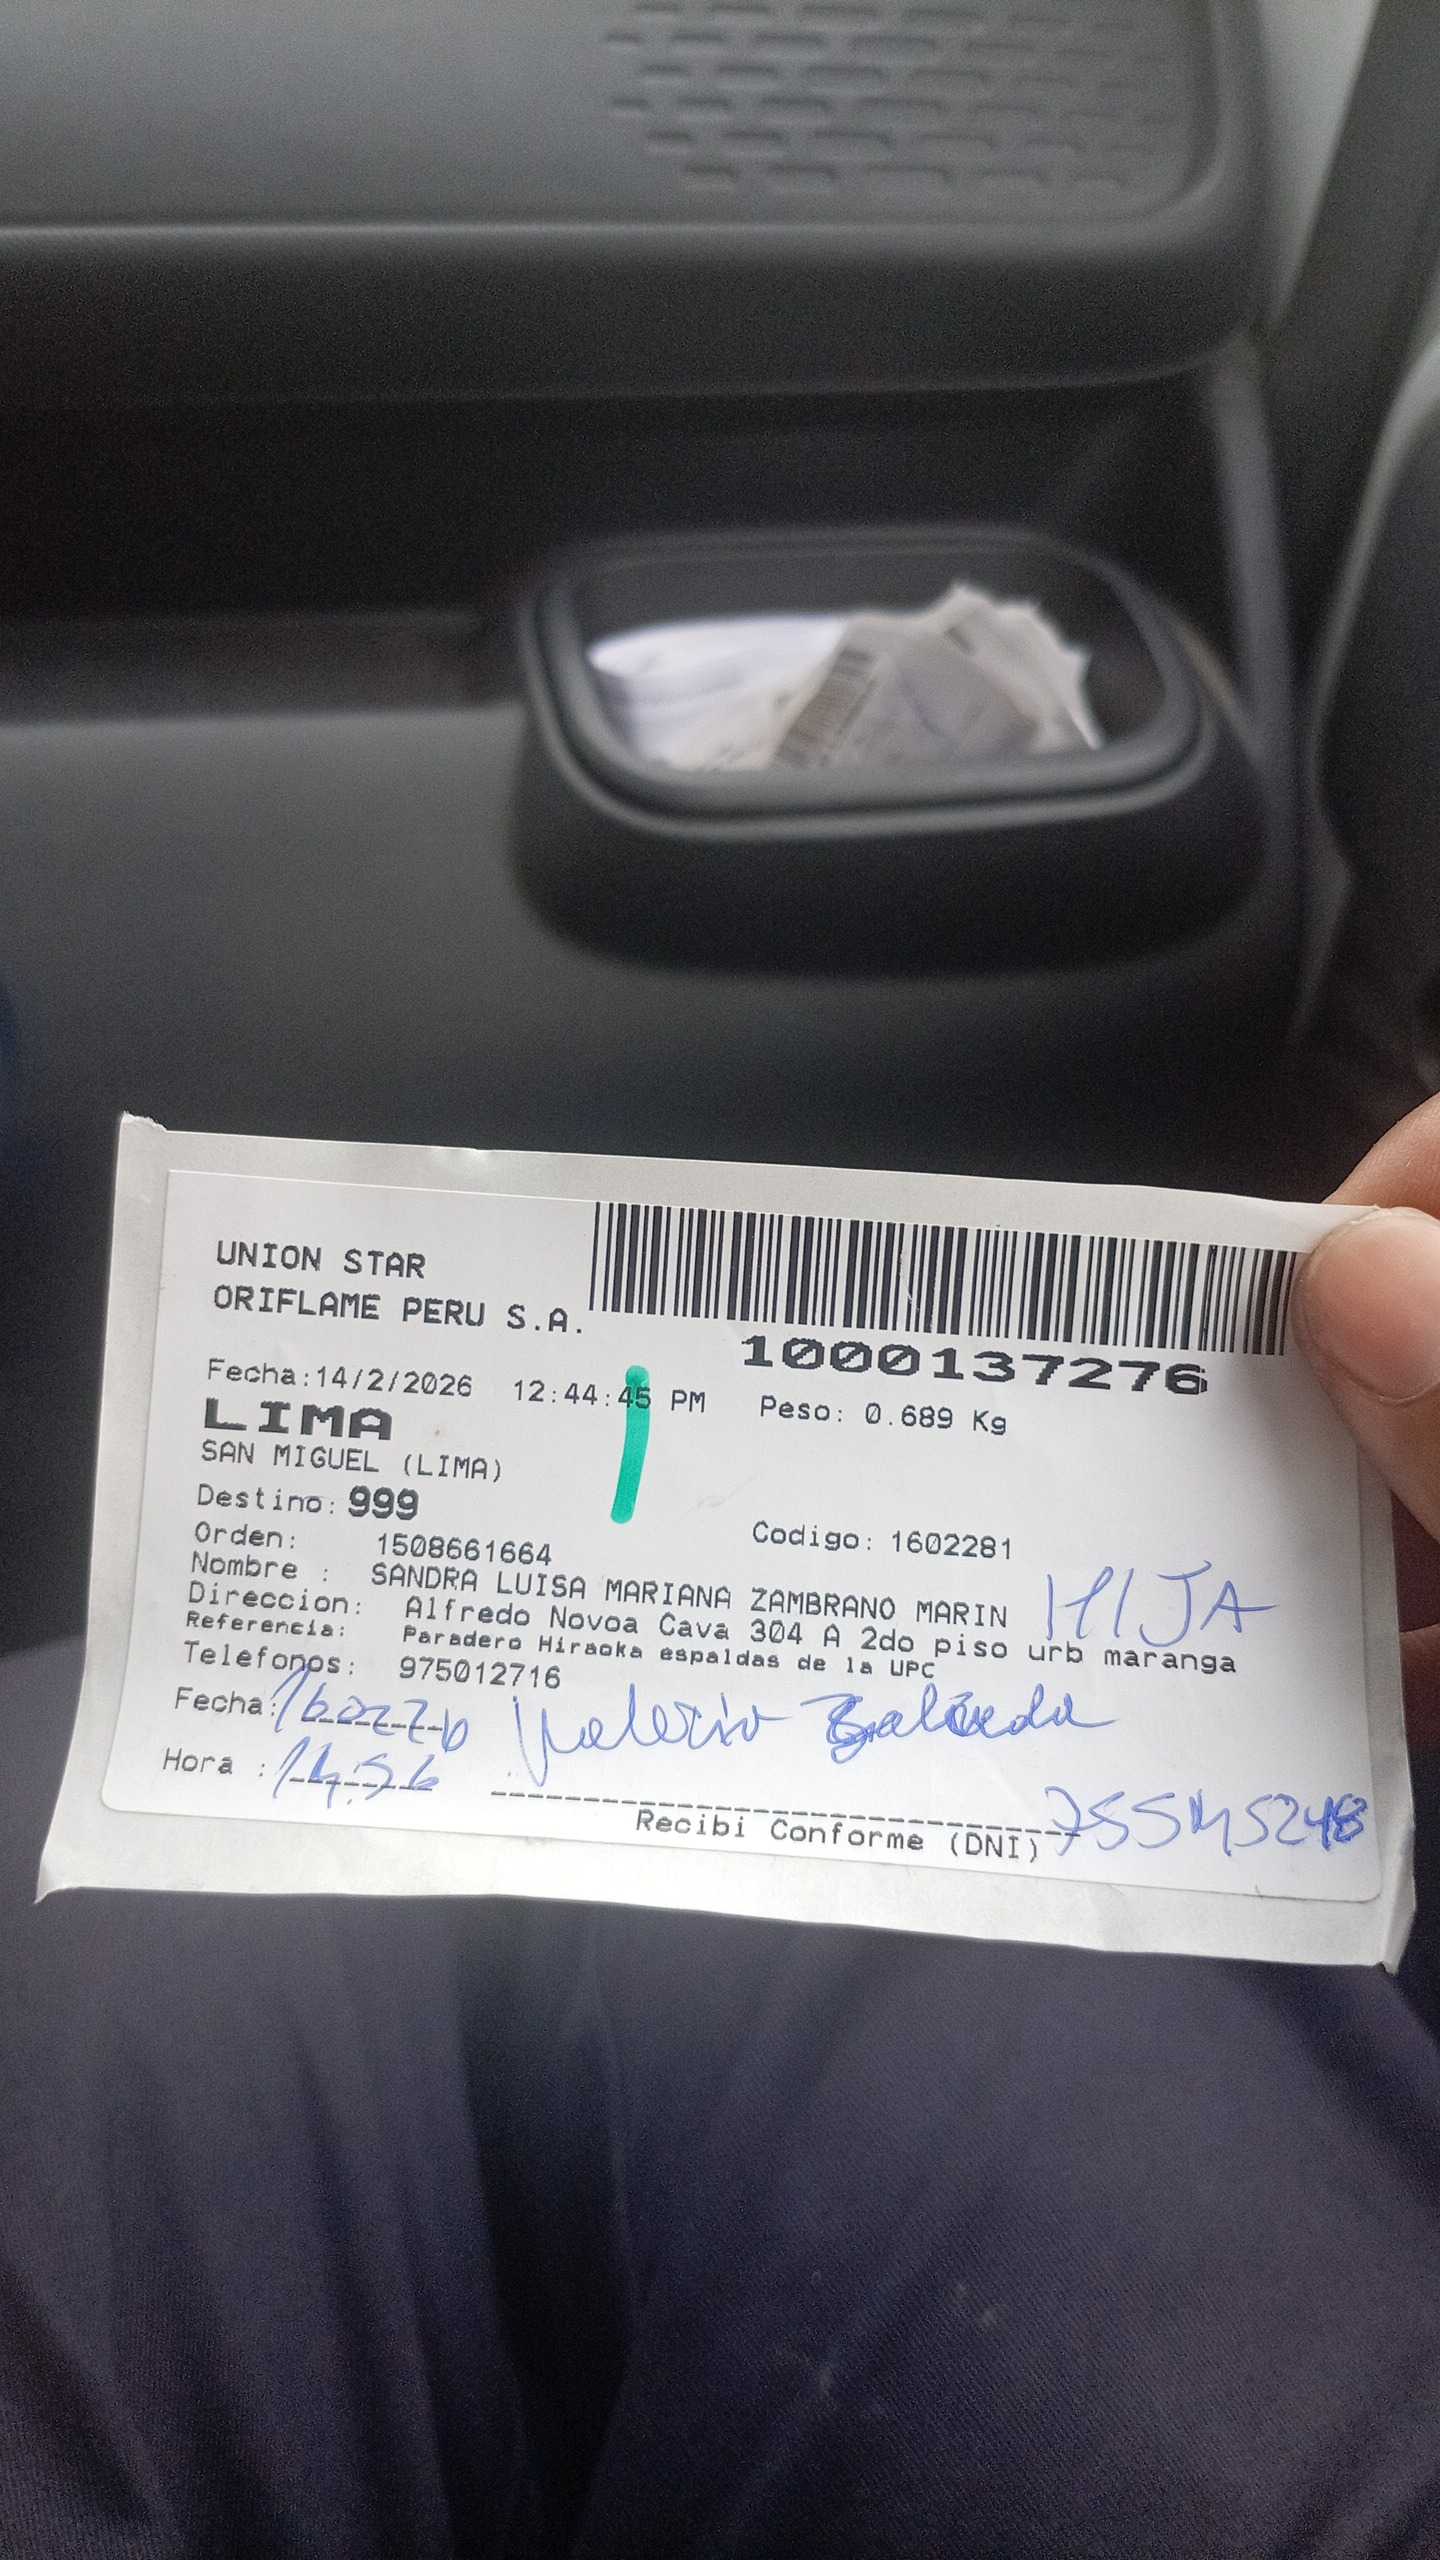 UNION STAR
ORIFLAME PERU S.A.
1000137276
Fecha:14/2/2026 12:44:45 PM Peso: 0.689 Kg
LIMA
SAN MIGUEL (LIMA)
Destino: 999
Orden: 1508661664 Codigo: 1602281
Nombre : SANDRA LUISA MARIANA ZAMBRANO MARIN HIJA
Direccion: Alfredo Novoa Cava 304 A 2do piso urb maranga
Referencia: Paradero Hiraoka espaldas de la UPC
Telefonos: 975012716
Fecha: 160226
Hora : 14:56
Recibi Conforme (DNI)